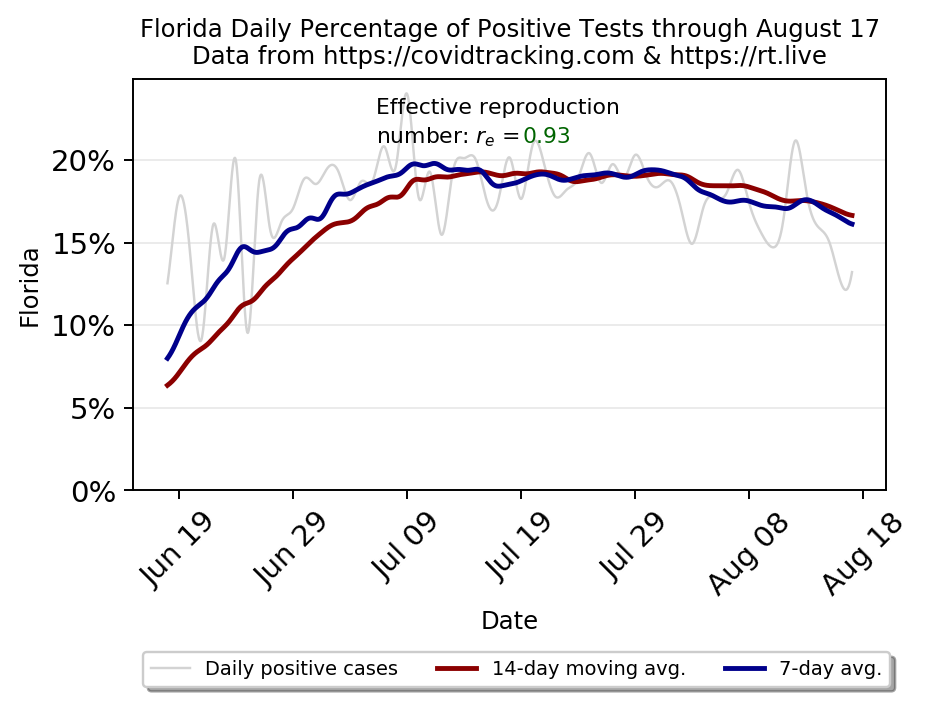 Florida Daily Percentage of Positive Tests through August 17
Data from https://covidtracking.com & https://rt.live
Effective reproduction
number: rₑ = 0.93
20%
15%
10%
5%
0%
Florida
Jun 19
Jun 29
Jul 09
Jul 19
Jul 29
Aug 08
Aug 18
Date
Daily positive cases
14-day moving avg.
7-day avg.